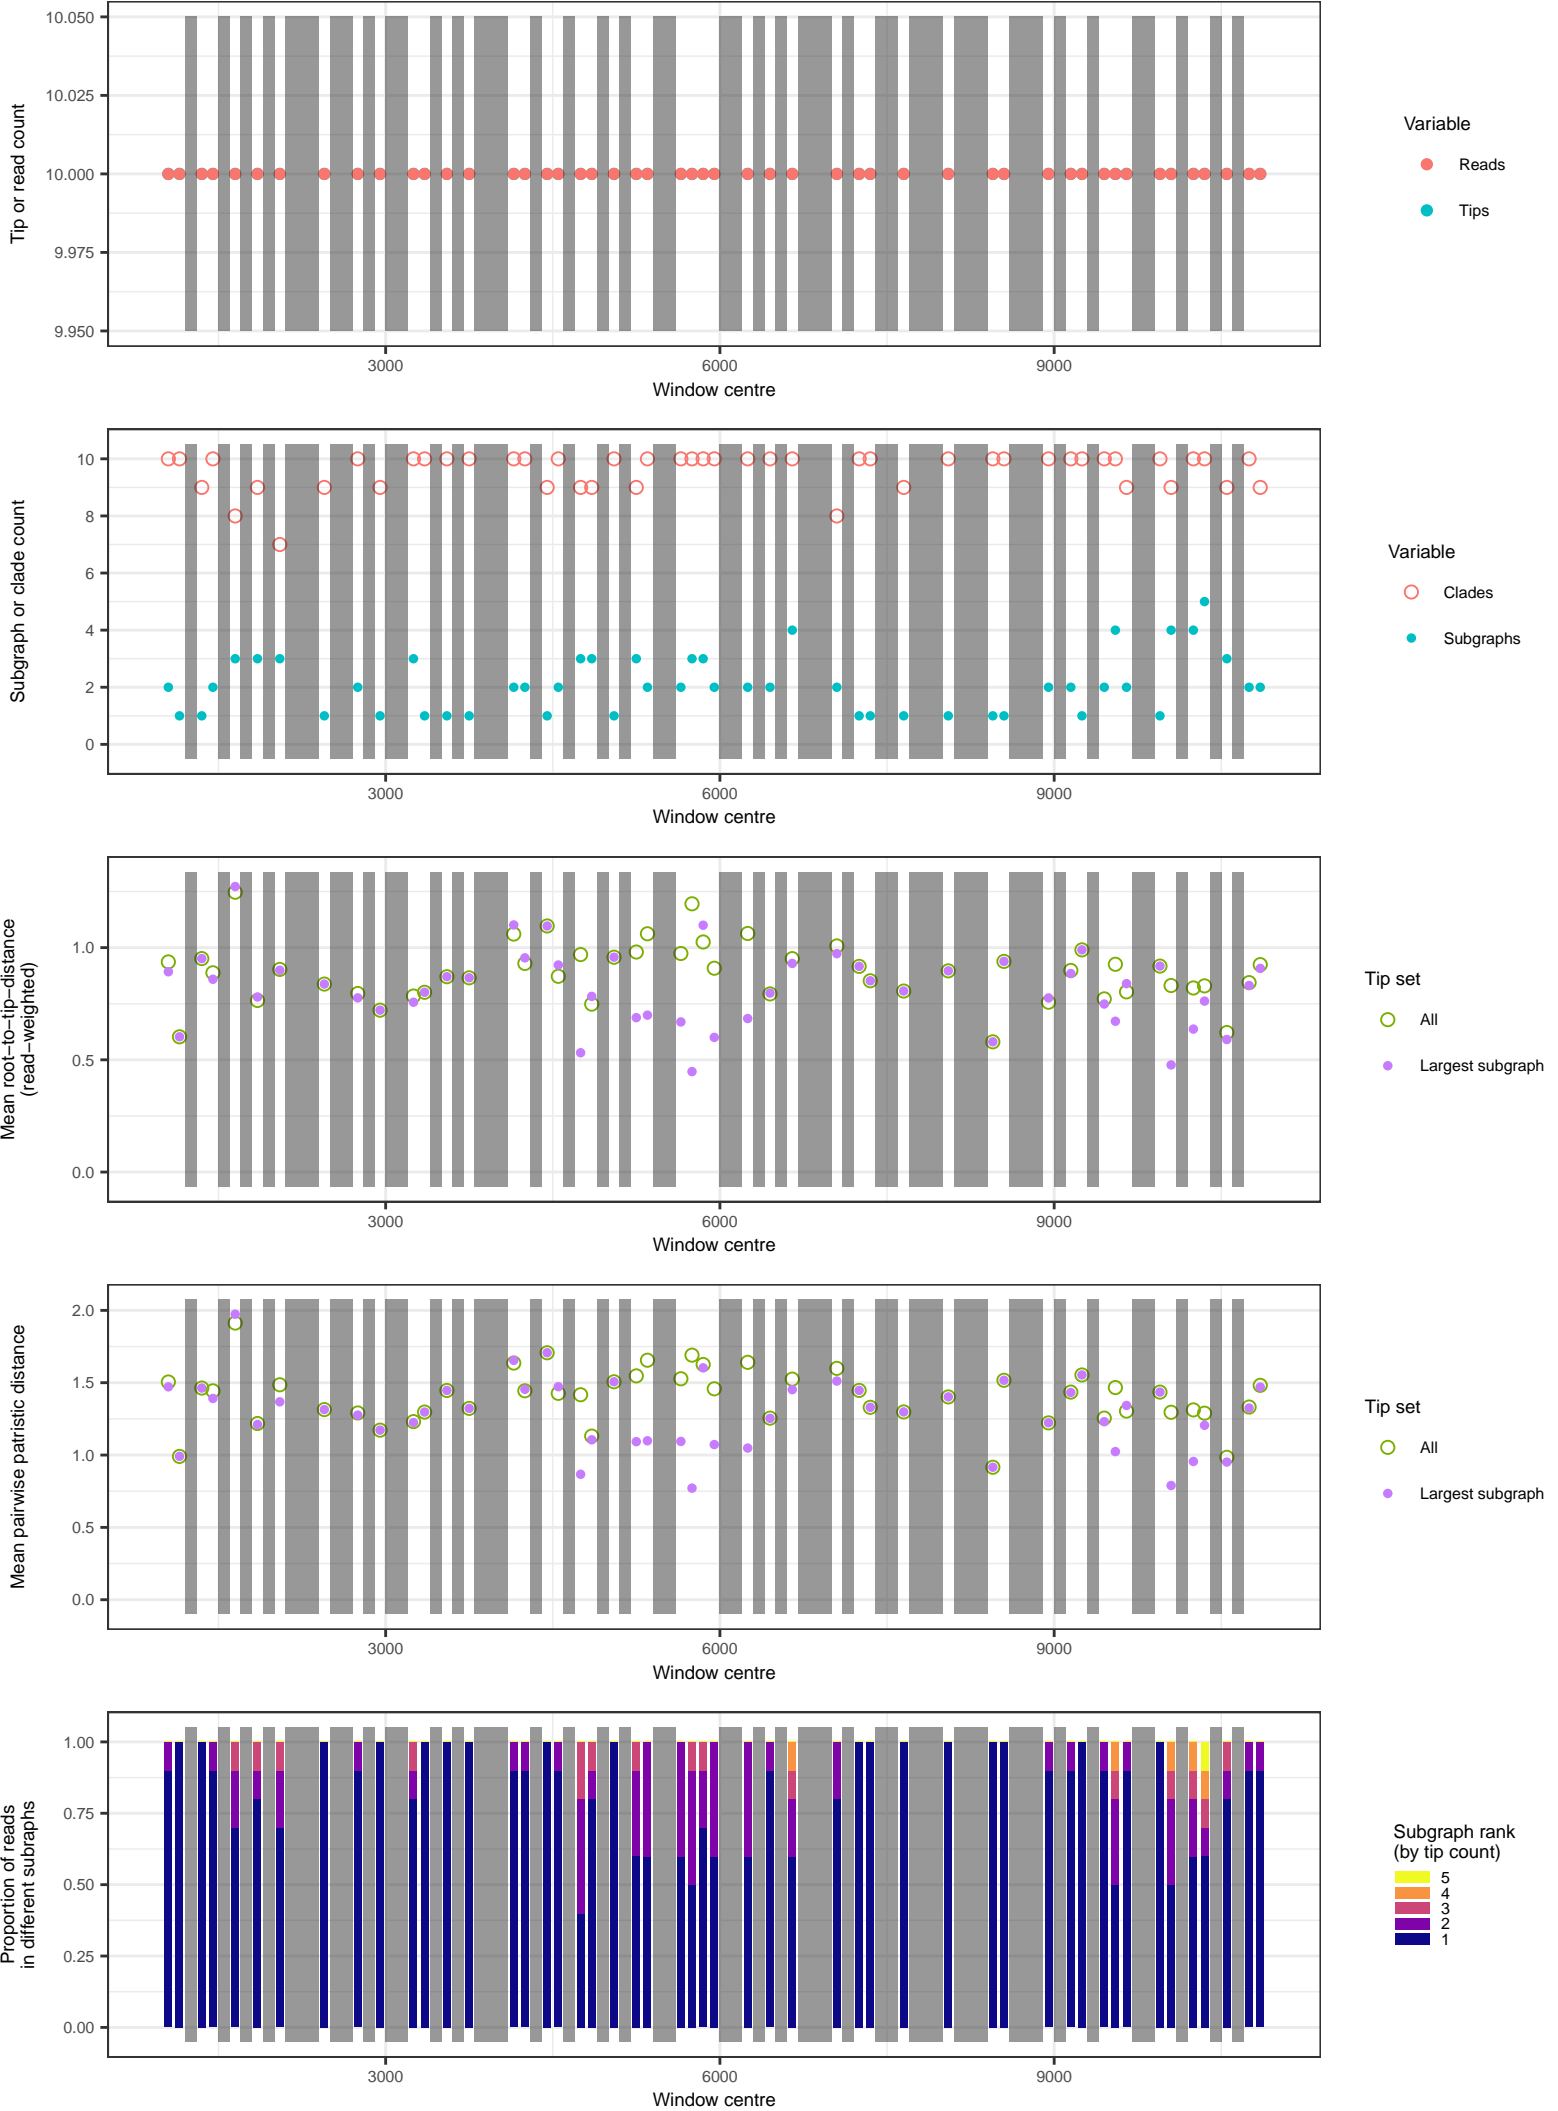 10.050
10.025
10.000
9.975
9.950
Tip or read count
3000
6000
9000
Window centre
Variable
Reads
Tips
10
8
6
4
2
0
Subgraph or clade count
3000
6000
9000
Window centre
Variable
Clades
Subgraphs
1.0
0.5
0.0
Mean root−to−tip−distance
(read−weighted)
3000
6000
9000
Window centre
Tip set
All
Largest subgraph
2.0
1.5
1.0
0.5
0.0
Mean pairwise patristic distance
3000
6000
9000
Window centre
Tip set
All
Largest subgraph
1.00
0.75
0.50
0.25
0.00
Proportion of reads
in different subraphs
3000
6000
9000
Window centre
Subgraph rank
(by tip count)
5
4
3
2
1